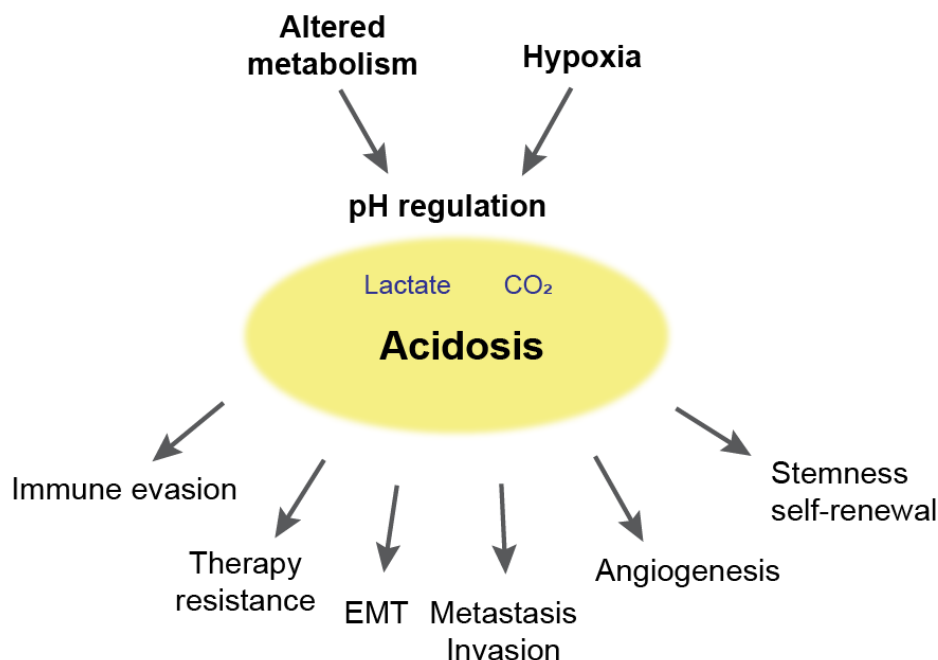 Altered
metabolism
Hypoxia
pH regulation
Lactate
CO₂
Acidosis
Immune evasion
Therapy
resistance
EMT
Metastasis
Invasion
Angiogenesis
Stemness
self-renewal